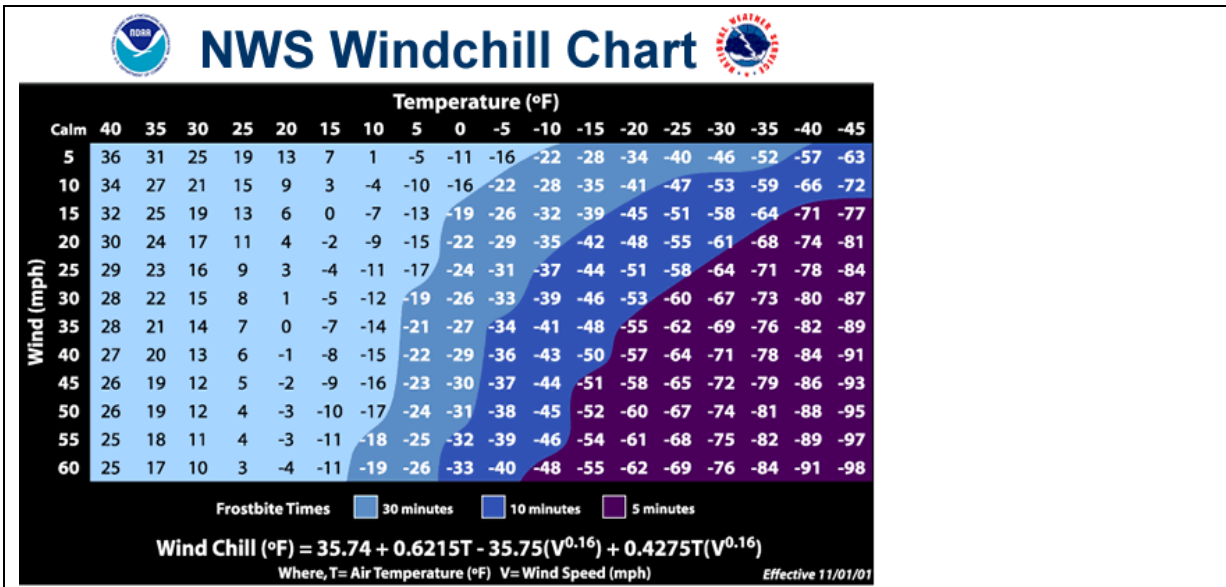 NOAA
NWS Windchill Chart
Temperature (ºF)
Calm 40 35 30 25 20 15 10 5 0 -5 -10 -15 -20 -25 -30 -35 -40 -45
5 36 31 25 19 13 7 1 -5 -11 -16 -22 -28 -34 -40 -46 -52 -57 -63
10 34 27 21 15 9 3 -4 -10 -16 -22 -28 -35 -41 -47 -53 -59 -66 -72
15 32 25 19 13 6 0 -7 -13 -19 -26 -32 -39 -45 -51 -58 -64 -71 -77
20 30 24 17 11 4 -2 -9 -15 -22 -29 -35 -42 -48 -55 -61 -68 -74 -81
25 29 23 16 9 3 -4 -11 -17 -24 -31 -37 -44 -51 -58 -64 -71 -78 -84
30 28 22 15 8 1 -5 -12 -19 -26 -33 -39 -46 -53 -60 -67 -73 -80 -87
35 28 21 14 7 0 -7 -14 -21 -27 -34 -41 -48 -55 -62 -69 -76 -82 -89
40 27 20 13 6 -1 -8 -15 -22 -29 -36 -43 -50 -57 -64 -71 -78 -84 -91
45 26 19 12 5 -2 -9 -16 -23 -30 -37 -44 -51 -58 -65 -72 -79 -86 -93
50 26 19 12 4 -3 -10 -17 -24 -31 -38 -45 -52 -60 -67 -74 -81 -88 -95
55 25 18 11 4 -3 -11 -18 -25 -32 -39 -46 -54 -61 -68 -75 -82 -89 -97
60 25 17 10 3 -4 -11 -19 -26 -33 -40 -48 -55 -62 -69 -76 -84 -91 -98
Wind (mph)
Frostbite Times 30 minutes 10 minutes 5 minutes
Wind Chill (ºF) = 35.74 + 0.6215T - 35.75(V^0.16) + 0.4275T(V^0.16)
Where, T= Air Temperature (ºF) V= Wind Speed (mph) Effective 11/01/01